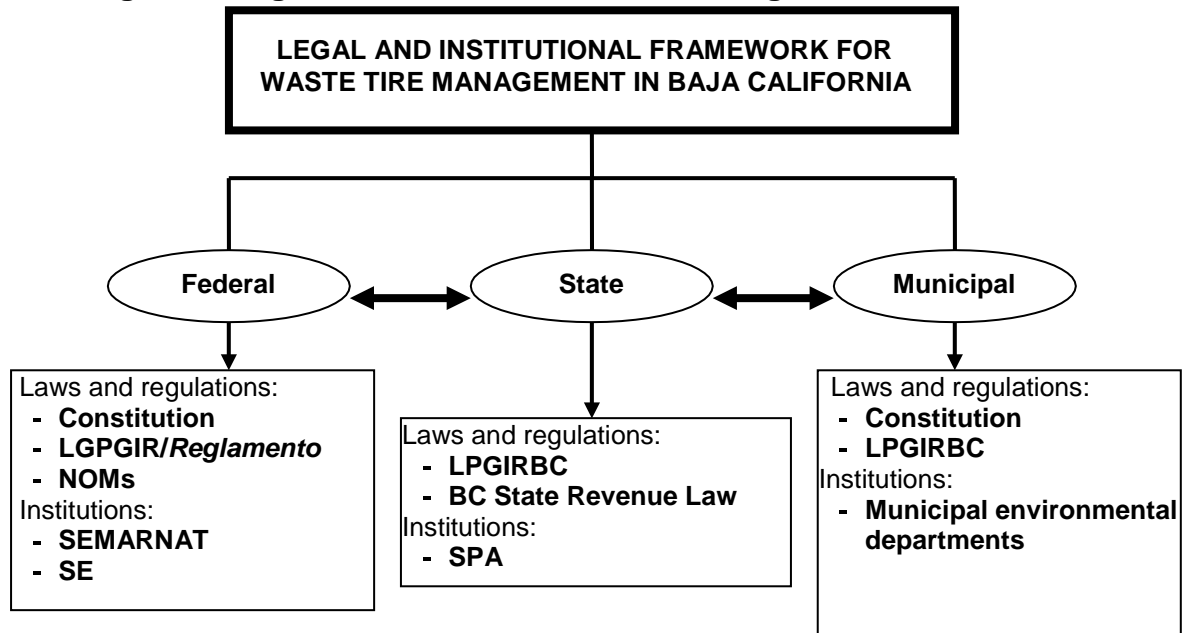 LEGAL AND INSTITUTIONAL FRAMEWORK FOR
WASTE TIRE MANAGEMENT IN BAJA CALIFORNIA
Federal
State
Municipal
Laws and regulations:
- Constitution
- LGPGIR/Reglamento
- NOMs
Institutions:
- SEMARNAT
- SE
Laws and regulations:
- LPGIRBC
- BC State Revenue Law
Institutions:
- SPA
Laws and regulations:
- Constitution
- LPGIRBC
Institutions:
- Municipal environmental
departments